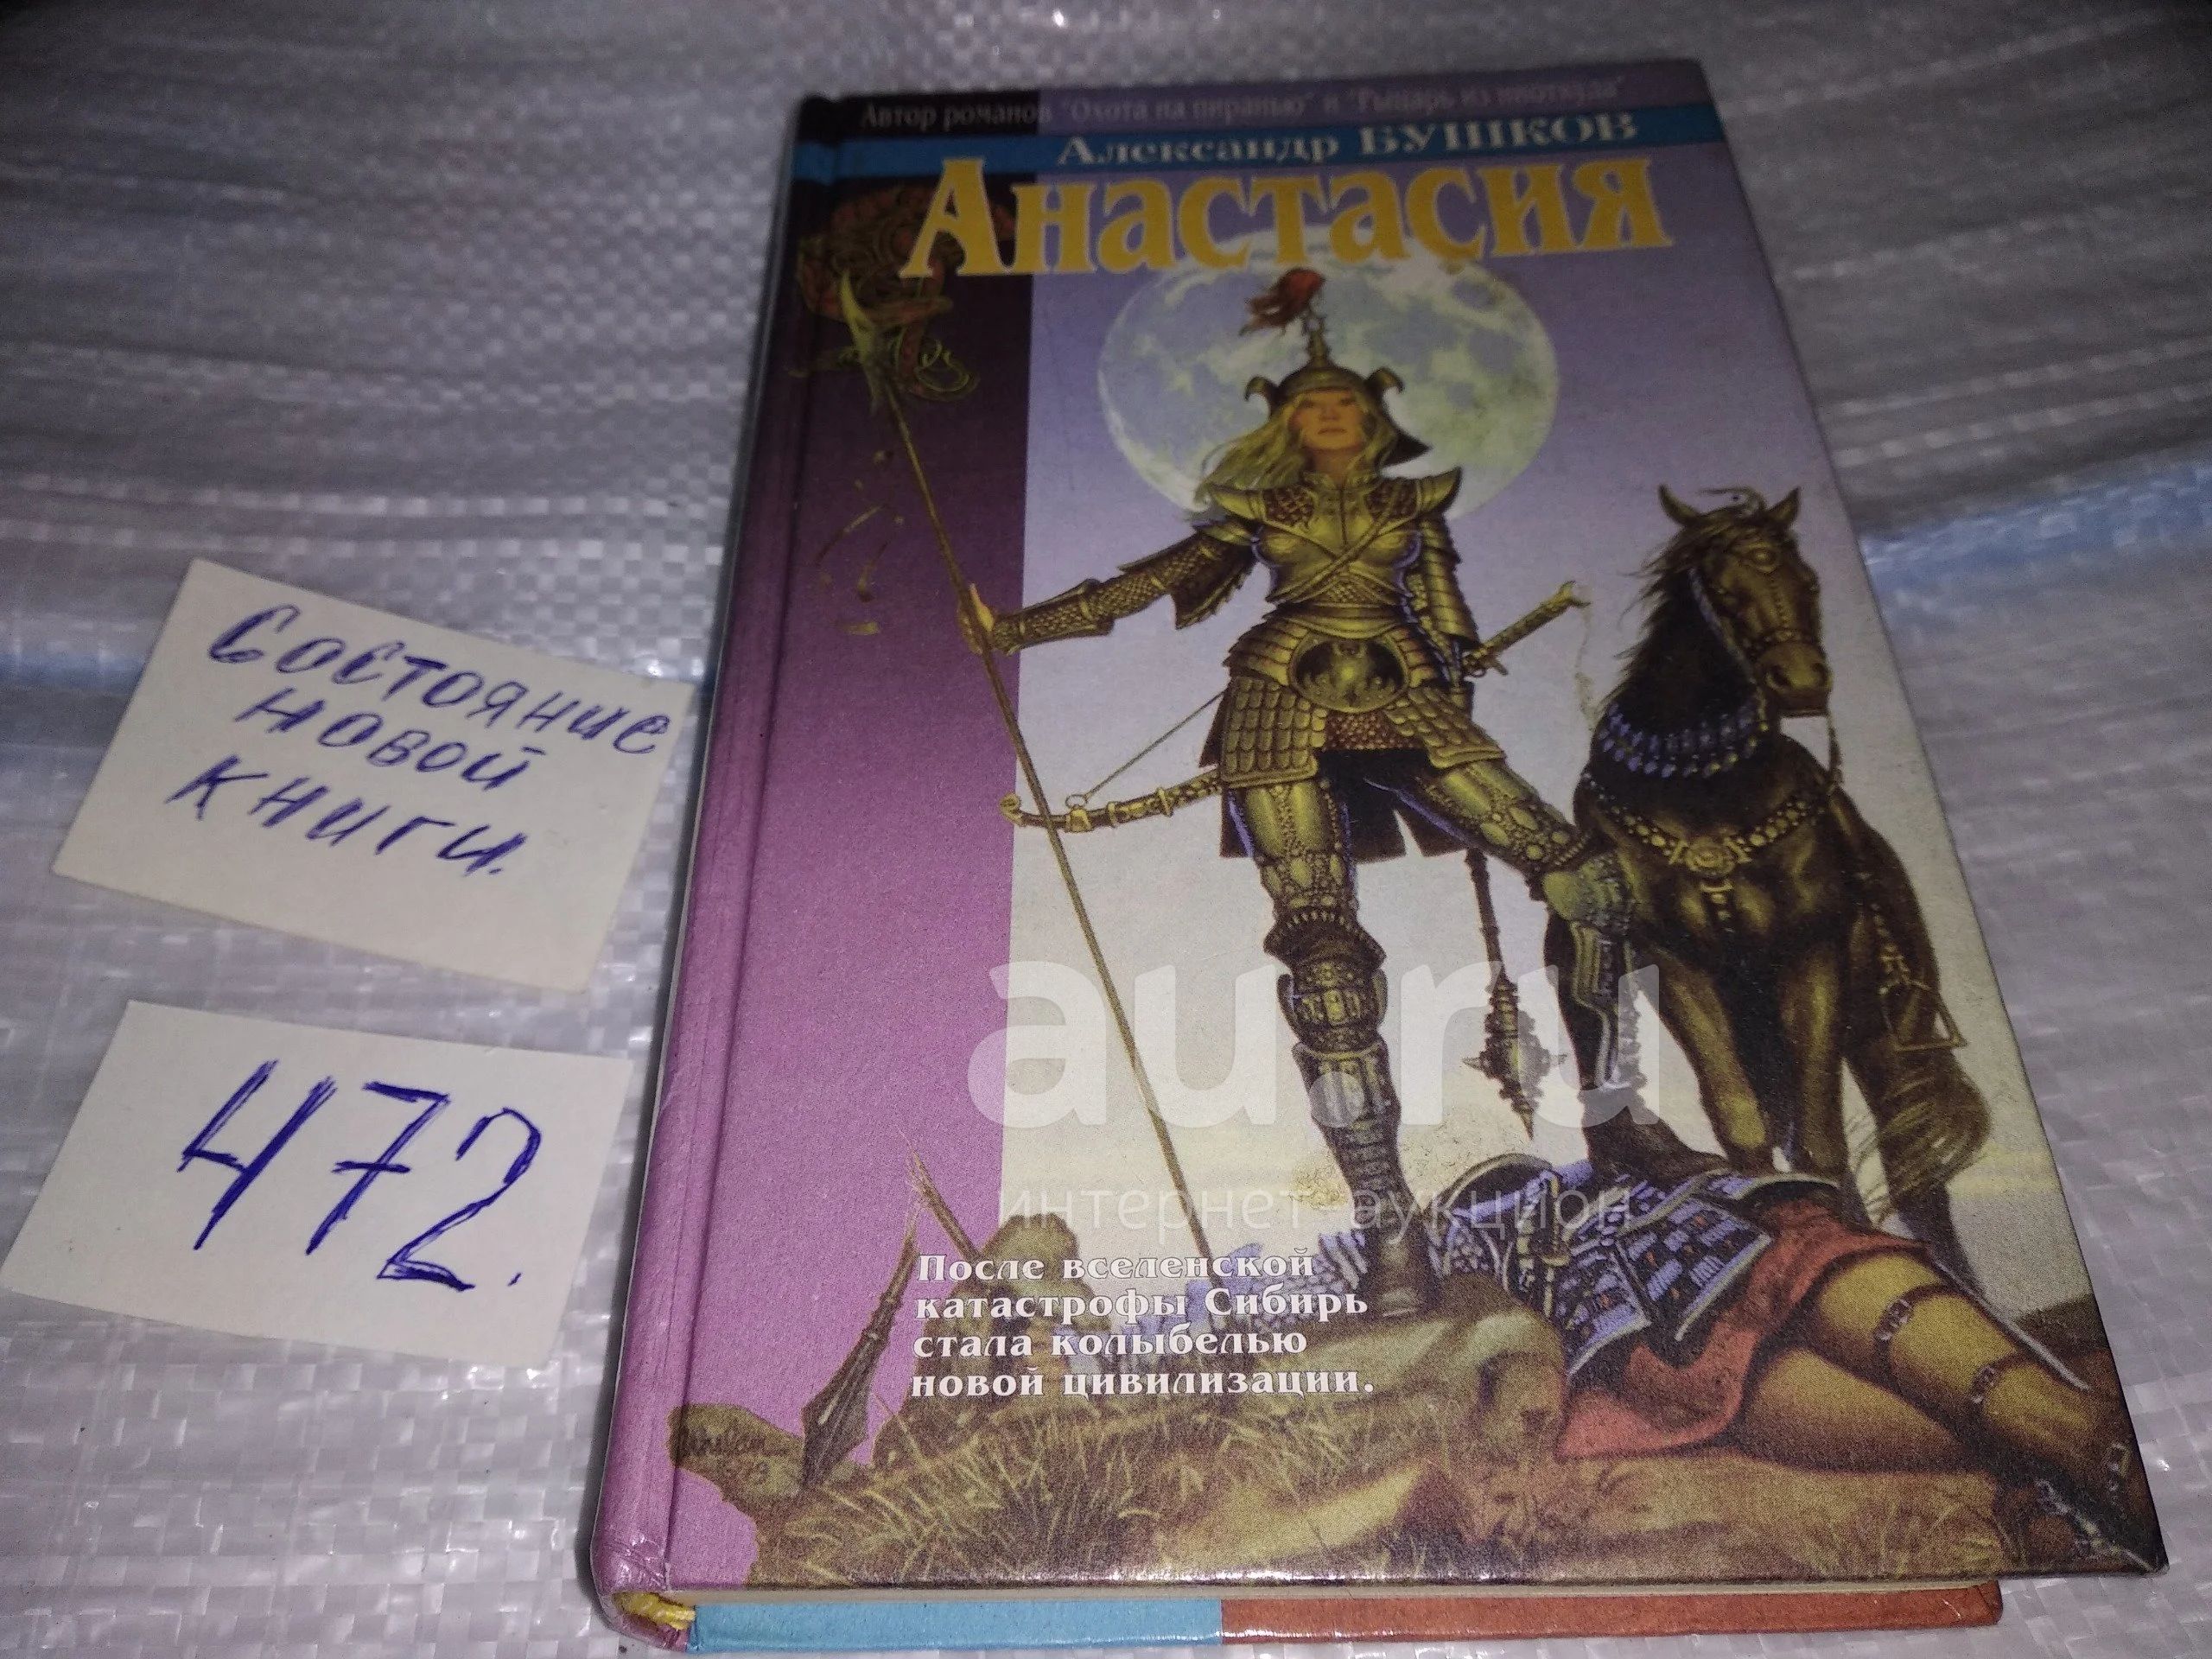 Автор романов "Охота на пиранью" и "Рыцарь из ниоткуда"
Александр БУШКОВ
Анастасия
Состояние
новой
книги.
472.
au.ru
интернет-аукцион
После вселенской
катастрофы Сибирь
стала колыбелью
новой цивилизации.